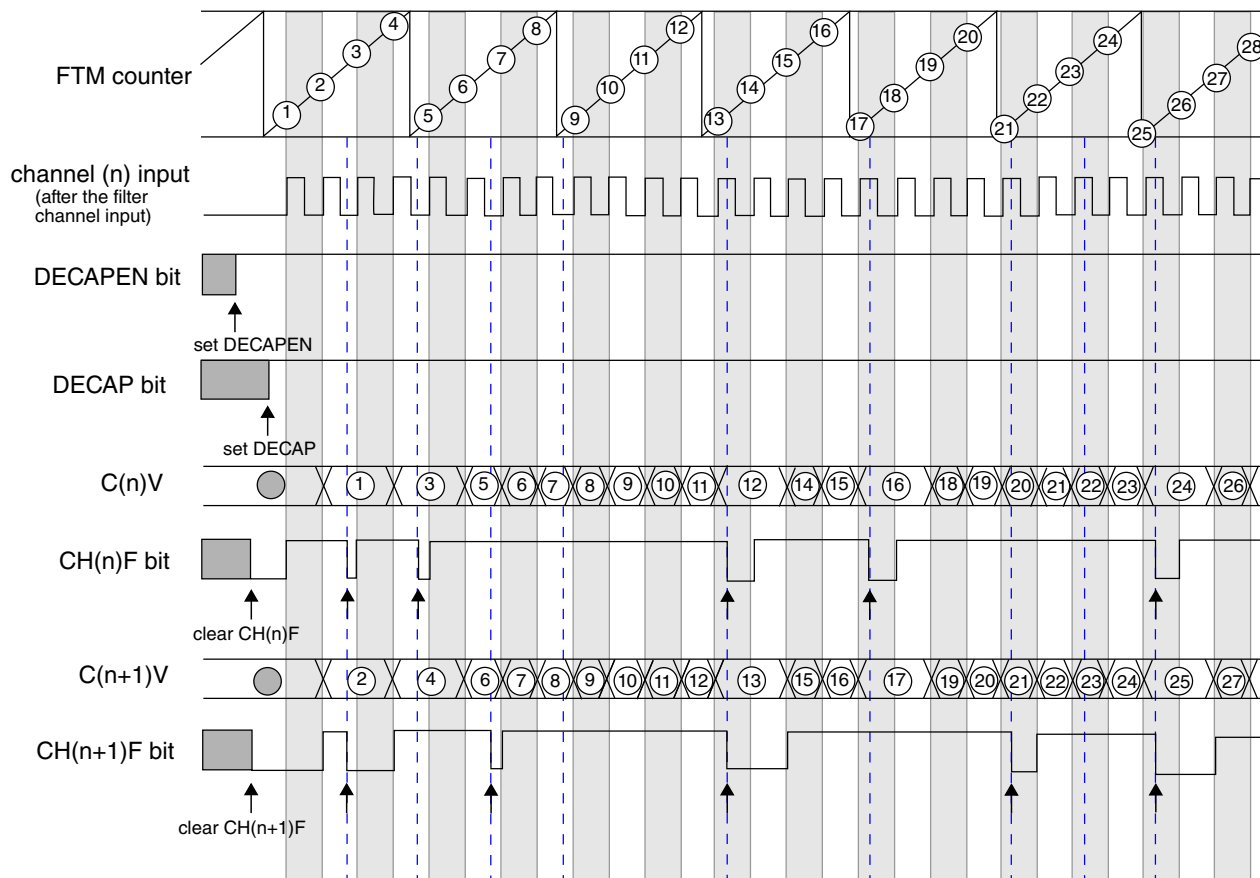 4 8 12 16 20 24 28
3 7 11 15 19 23 27
2 6 10 14 18 22 26
1 5 9 13 17 21 25
FTM counter
channel (n) input
(after the filter
channel input)
DECAPEN bit
set DECAPEN
DECAP bit
set DECAP
C(n)V 1 3 5 6 7 8 9 10 11 12 14 15 16 18 19 20 21 22 23 24 26
CH(n)F bit
clear CH(n)F
C(n+1)V 2 4 6 7 8 9 10 11 12 13 15 16 17 19 20 21 22 23 24 25 27
CH(n+1)F bit
clear CH(n+1)F